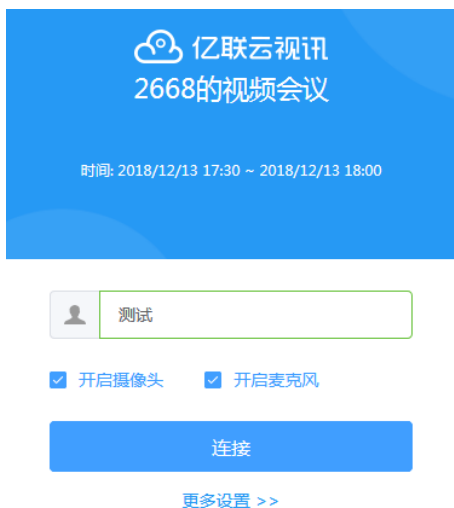 亿联云视讯
2668的视频会议
时间: 2018/12/13 17:30 ~ 2018/12/13 18:00
测试
开启摄像头 开启麦克风
连接
更多设置 >>